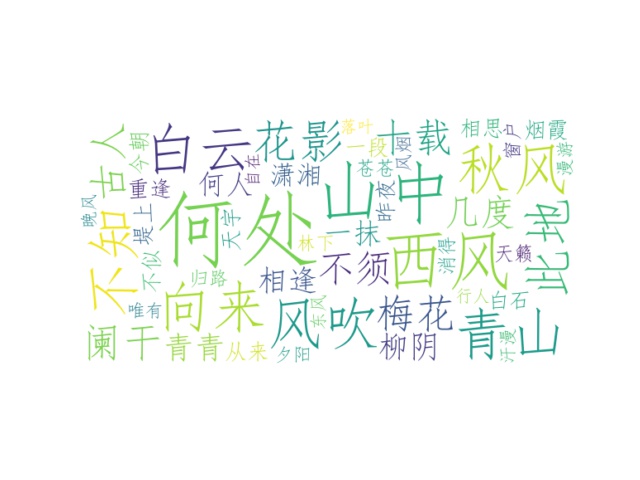 何处
山中
西风
不知
白云
花影
十载
秋风
古人
此地
向来
风吹
梅花
青山
阑干
青青
不须
柳阴
几度
相逢
何人
潇湘
一抹
重逢
今朝
晚风
堤上
不似
天宇
自在
落叶
一段
苍苍
风烟
昨夜
相思
窗户
烟霞
漫游
天籁
消得
林下
归路
唯有
从来
夕阳
东风
行人
白石
汗漫